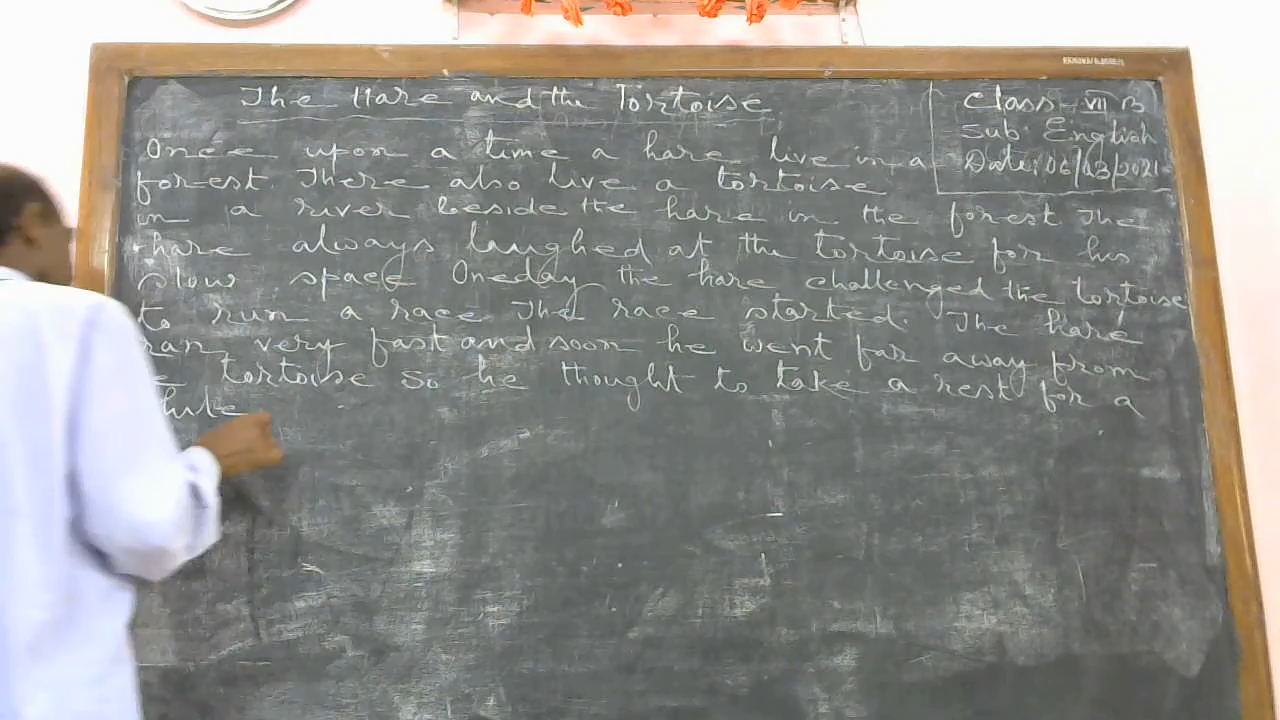 The Hare and the Tortoise
Class - VII B
Sub: English
Date: 06/03/2021
Once upon a time a hare live in a
forest. There also live a tortoise
in a river beside the hare in the forest The
hare always laughed at the tortoise for his
slow space Oneday the hare challenged the tortoise
to run a race The race started. The hare
ran very fast and soon he went far away from
e tortoise So he thought to take a rest for a